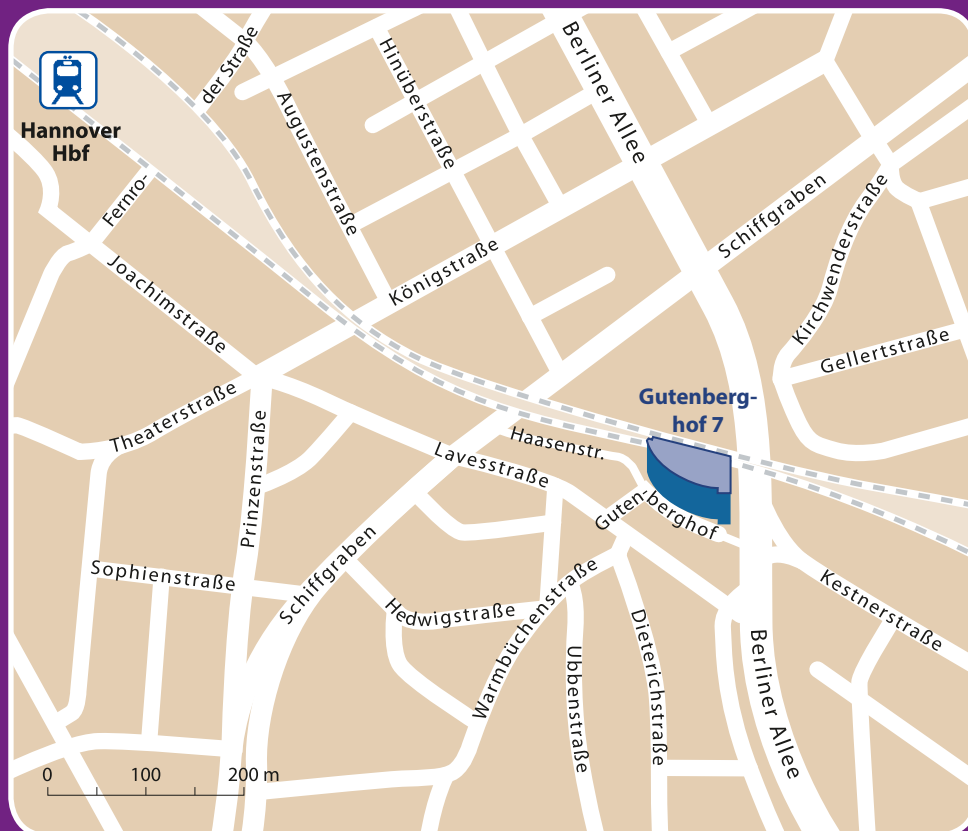 der Straße
Hinüberstraße
Berliner Allee
Hannover
Hbf
Augustenstraße
Fernro-
Schiffgraben
Kirchwenderstraße
Königstraße
Joachimstraße
Gellertstraße
Gutenberg-
hof 7
Theaterstraße
Prinzenstraße
Haasenstr.
Lavesstraße
Guten-
berghof
Sophienstraße
Schiffgraben
Hedwigstraße
Warmbüchenstraße
Kestnerstraße
Ubbenstraße
Dieterichstraße
Berliner Allee
0 100 200 m